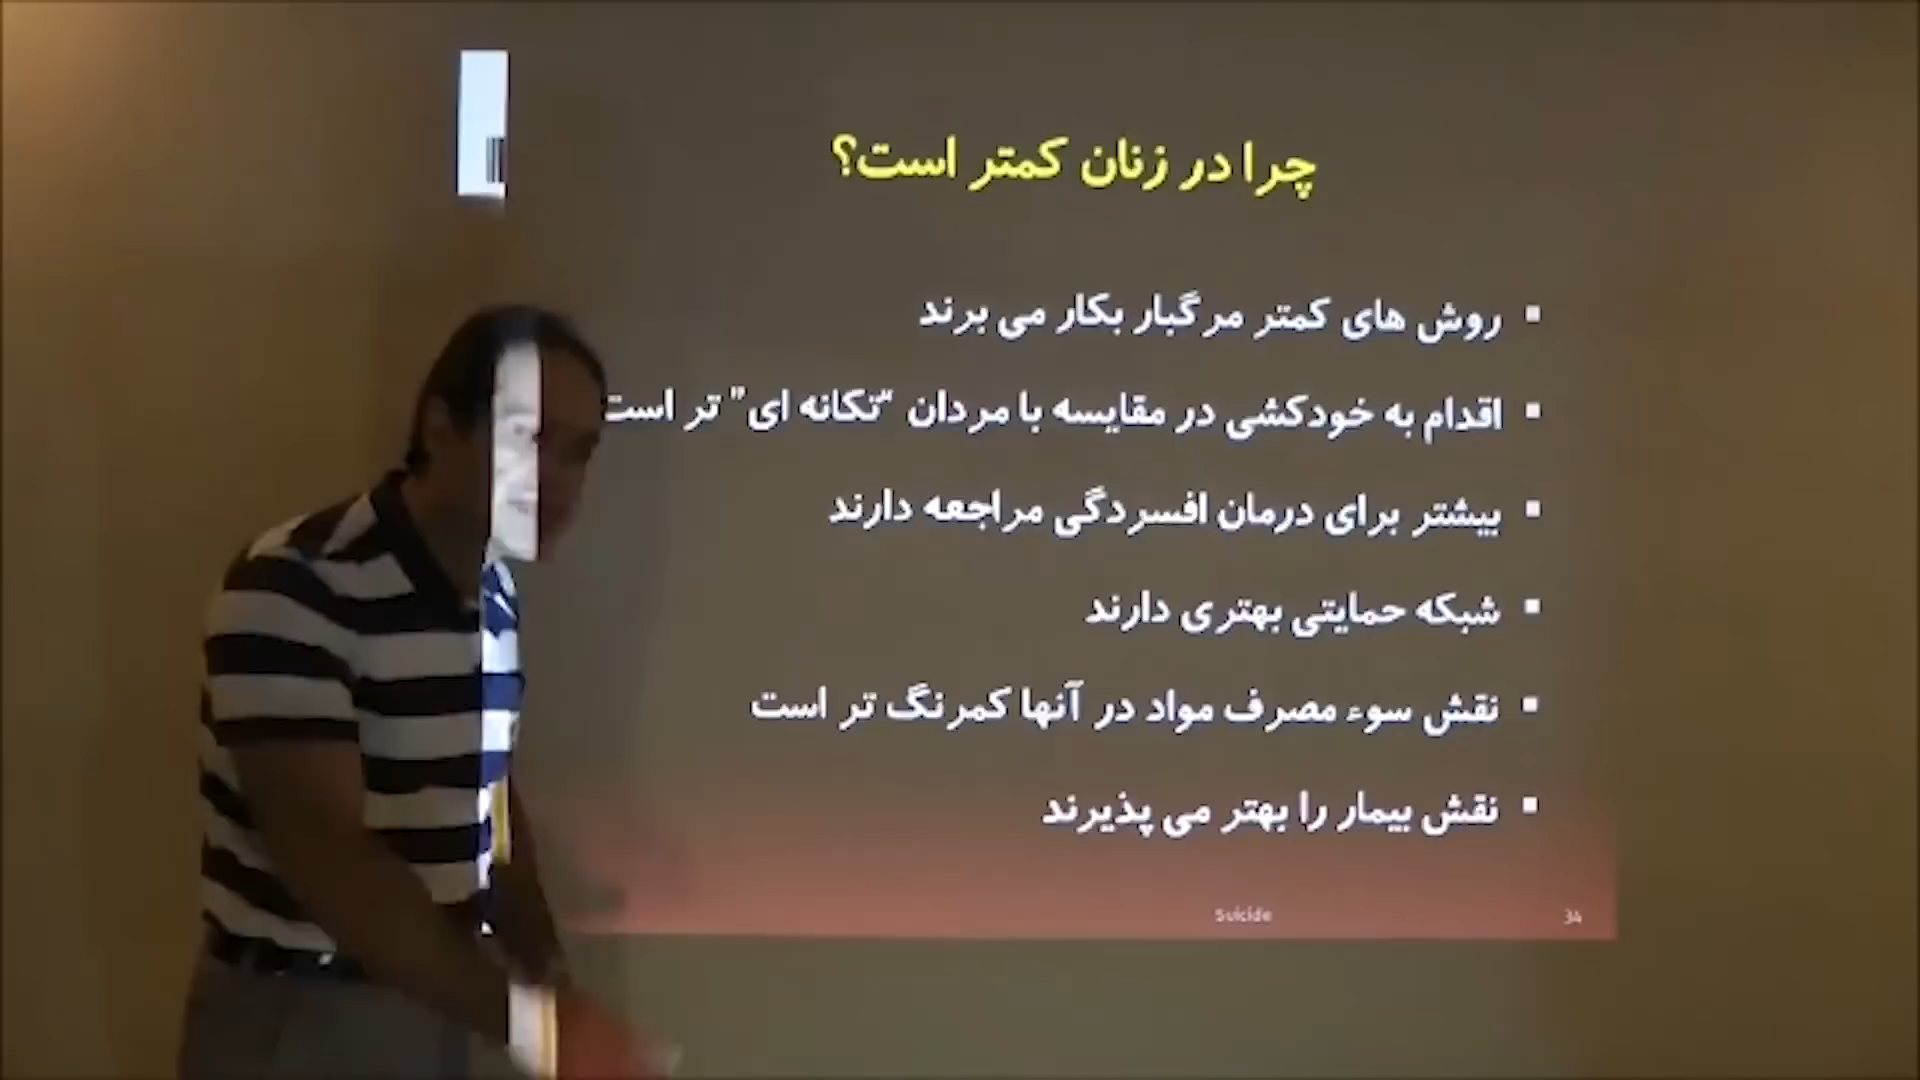 چرا در زنان کمتر است؟
روش های کمتر مرگبار بکار می برند
اقدام به خودکشی در مقایسه با مردان "تکانه ای" تر است
بیشتر برای درمان افسردگی مراجعه دارند
شبکه حمایتی بهتری دارند
نقش سوء مصرف مواد در آنها کمرنگ تر است
نقش بیمار را بهتر می پذیرند
Suicide
34